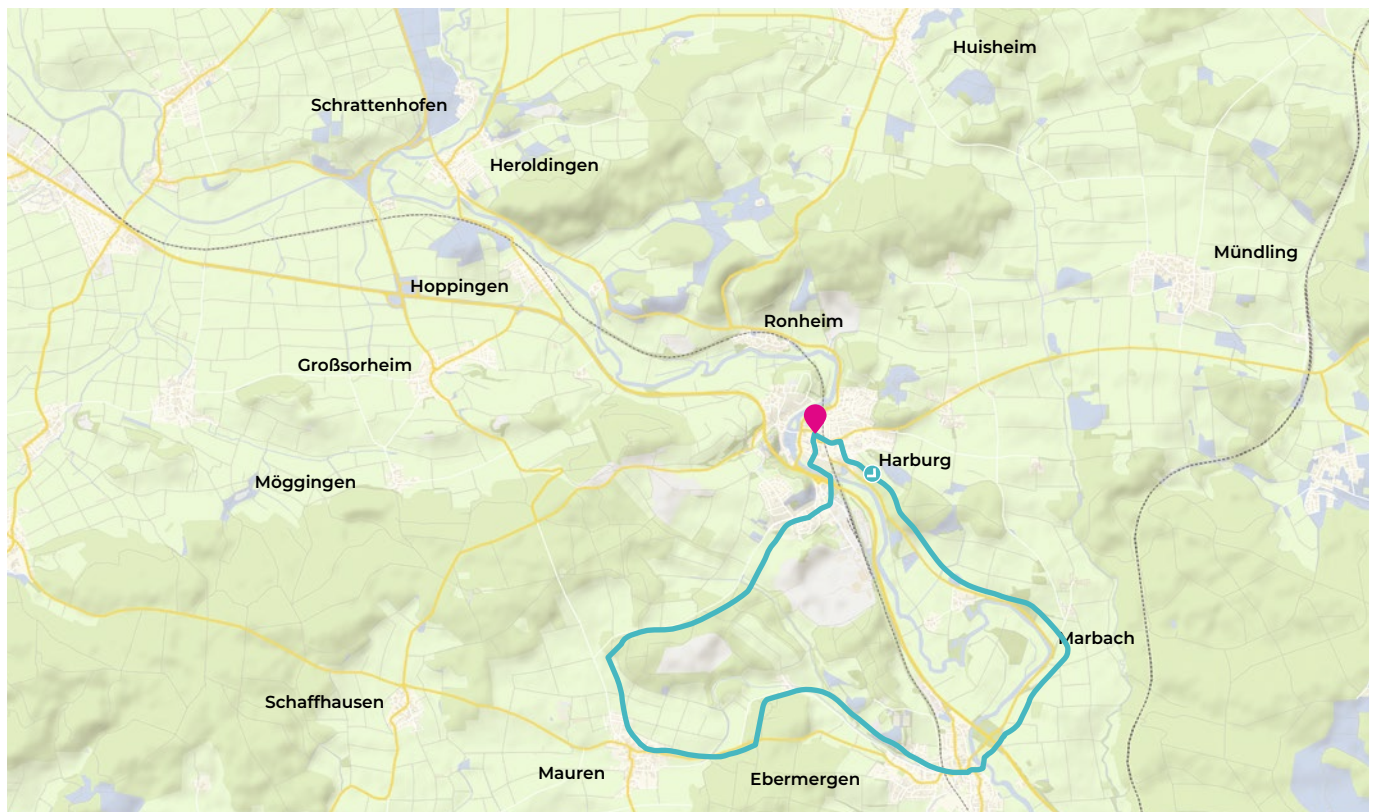 Huisheim
Schrattenhofen
Heroldingen
Mündling
Hoppingen
Ronheim
Großsorheim
Harburg
Möggingen
Marbach
Schaffhausen
Mauren
Ebermergen